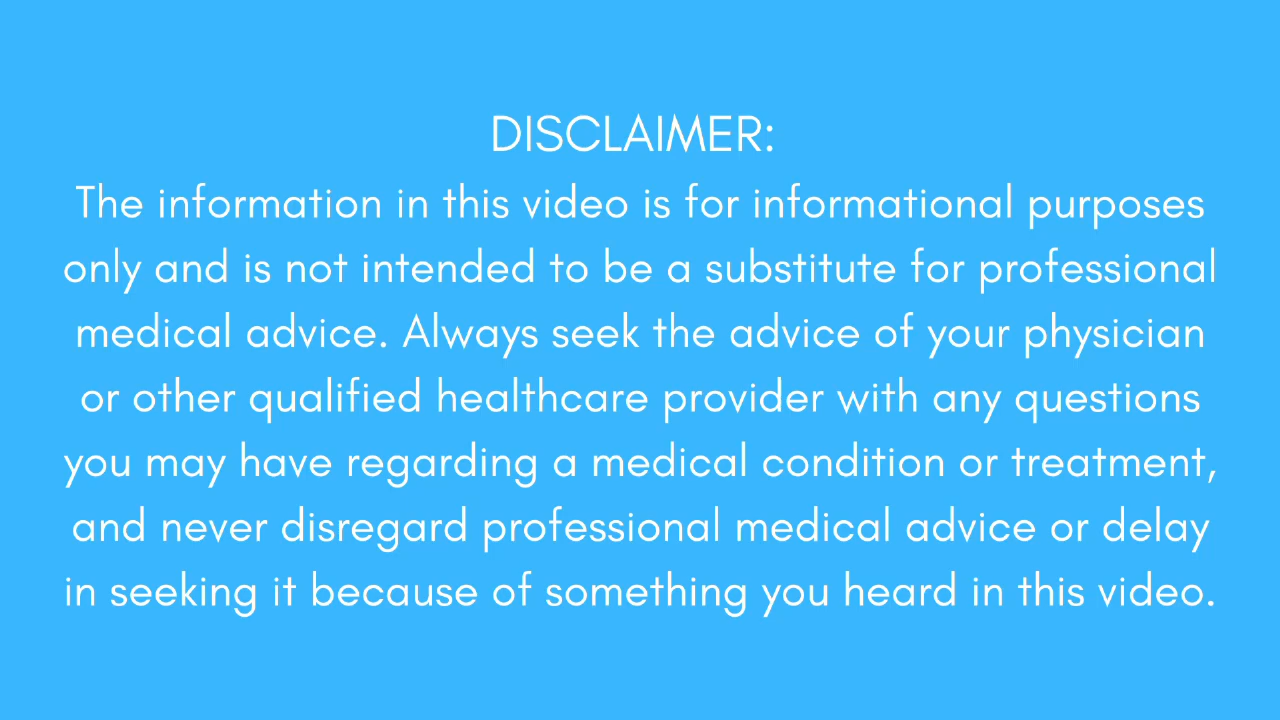 DISCLAIMER:
The information in this video is for informational purposes
only and is not intended to be a substitute for professional
medical advice. Always seek the advice of your physician
or other qualified healthcare provider with any questions
you may have regarding a medical condition or treatment,
and never disregard professional medical advice or delay
in seeking it because of something you heard in this video.